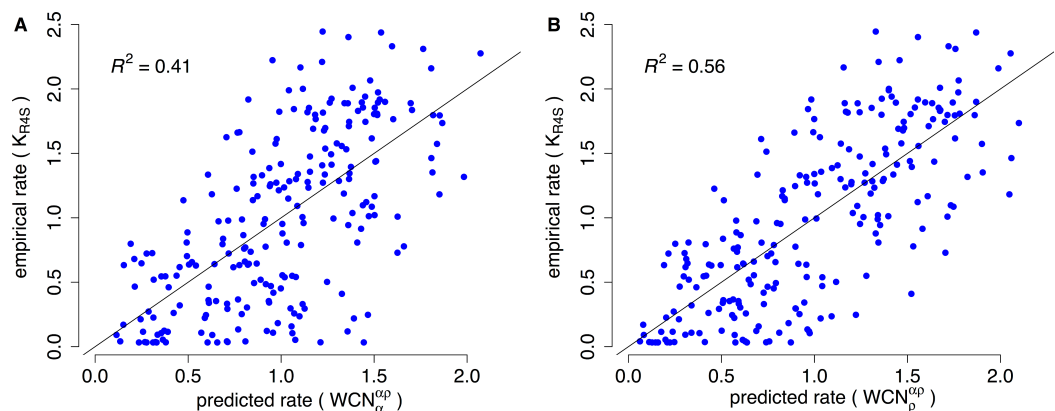 A
R² = 0.41
empirical rate ( K_R4S )
2.5
2.0
1.5
1.0
0.5
0.0
0.0 0.5 1.0 1.5 2.0
predicted rate ( WCN_α^αρ )
B
R² = 0.56
empirical rate ( K_R4S )
2.5
2.0
1.5
1.0
0.5
0.0
0.0 0.5 1.0 1.5 2.0
predicted rate ( WCN_ρ^αρ )